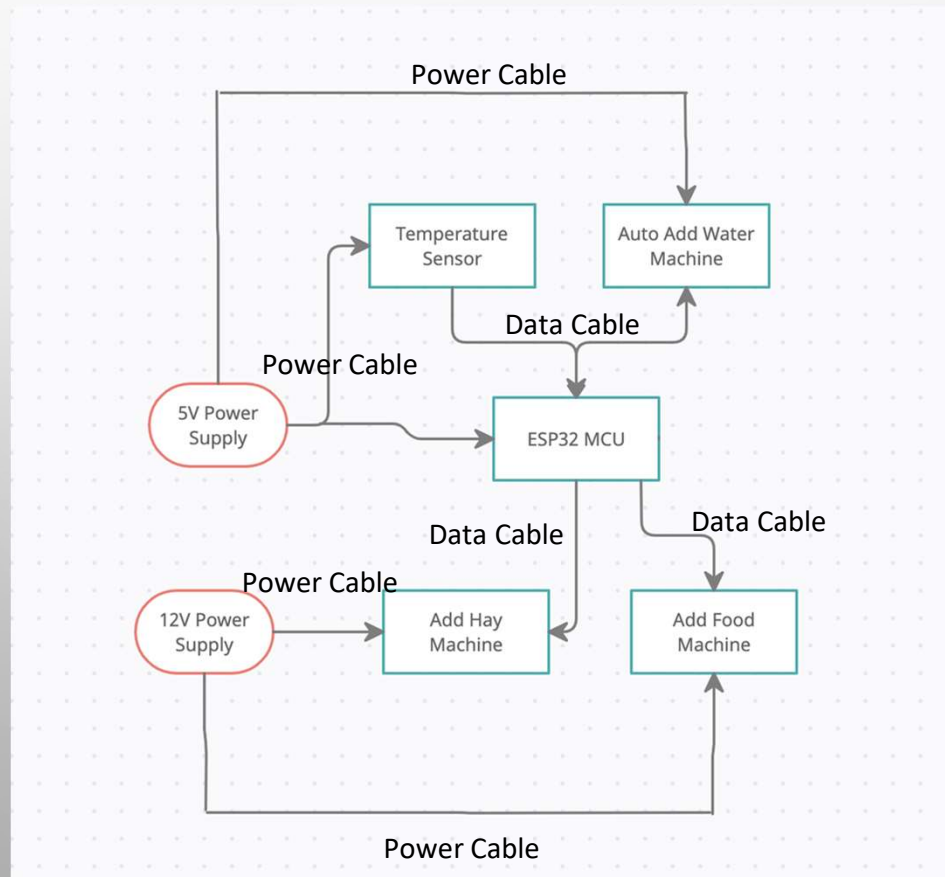 Power Cable
Temperature
Sensor
Auto Add Water
Machine
Data Cable
Power Cable
5V Power
Supply
ESP32 MCU
Data Cable
Data Cable
Power Cable
12V Power
Supply
Add Hay
Machine
Add Food
Machine
Power Cable